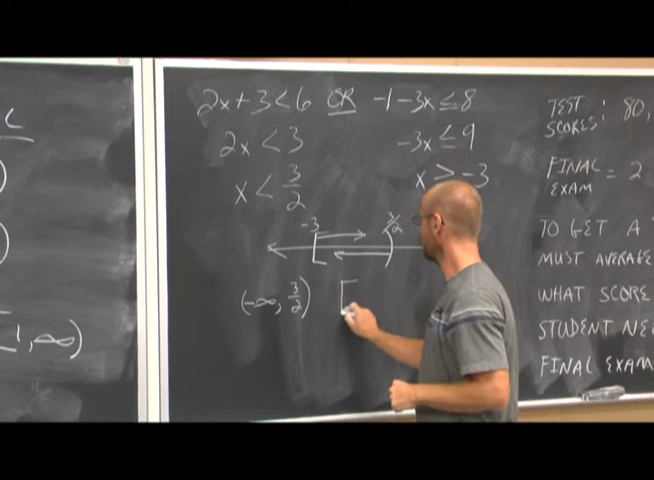 2x + 3 < 6 OR -1 - 3x ≤ 8
2x < 3
-3x ≤ 9
x < 3/2
x ≥ -3
-3
3/2
(-∞, 3/2) [
, ∞)
TEST SCORES: 80,
FINAL EXAM = 2
TO GET A
MUST AVERAGE
WHAT SCORE
STUDENT NE
FINAL EXAM